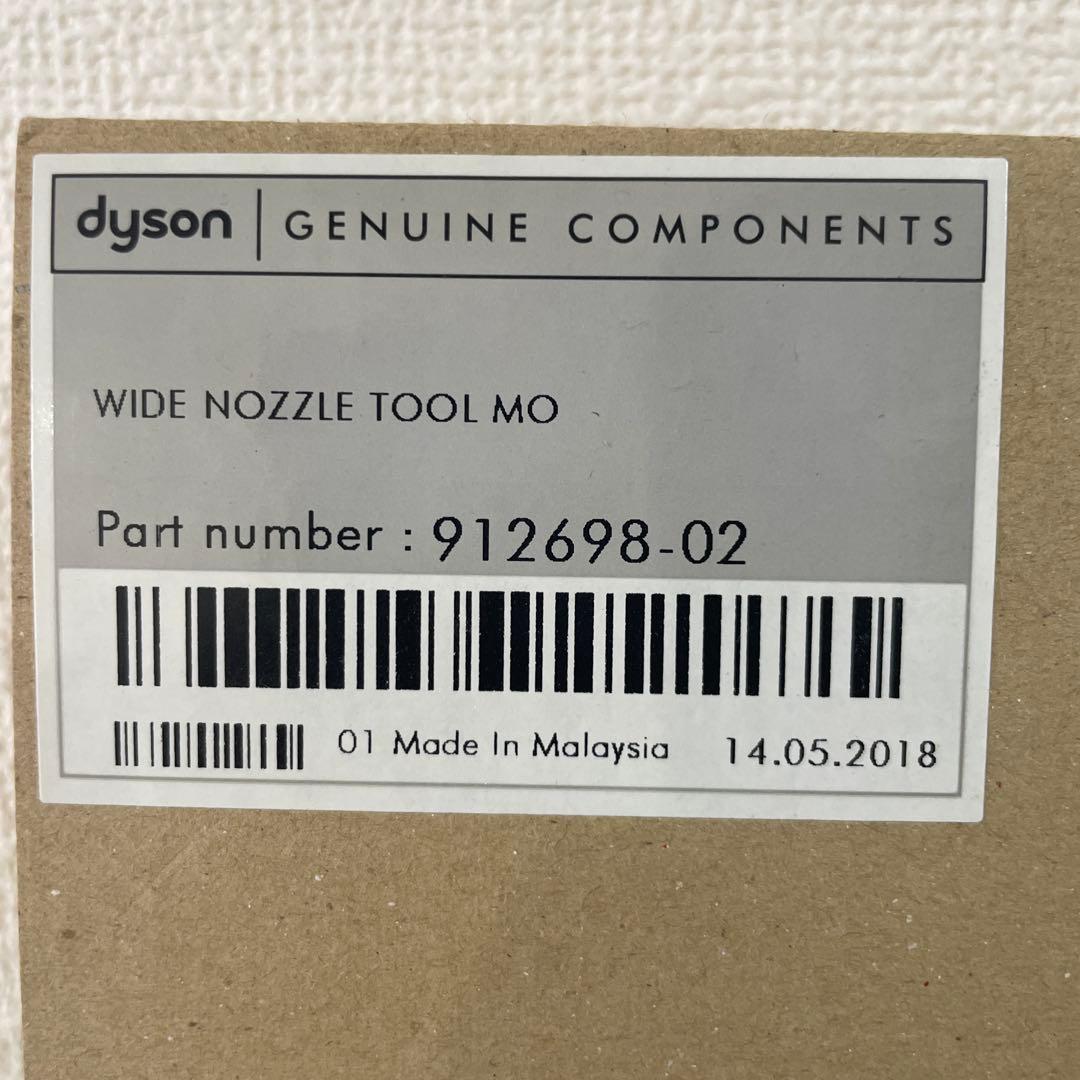 dyson | GENUINE COMPONENTS
WIDE NOZZLE TOOL MO
Part number : 912698-02
01 Made In Malaysia 14.05.2018